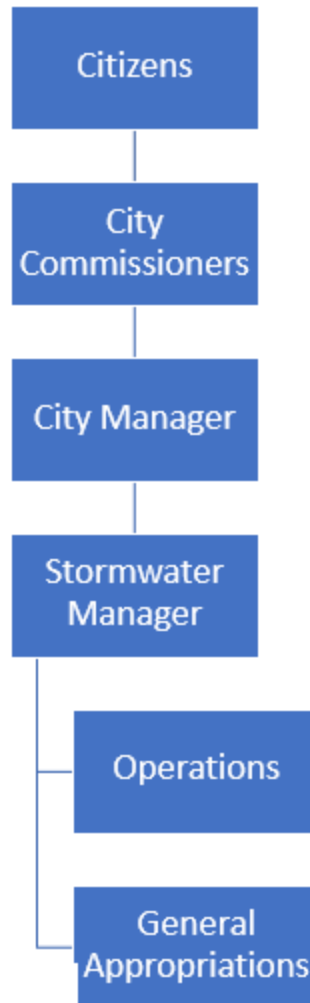 Citizens
City
Commissioners
City Manager
Stormwater
Manager
Operations
General
Appropriations